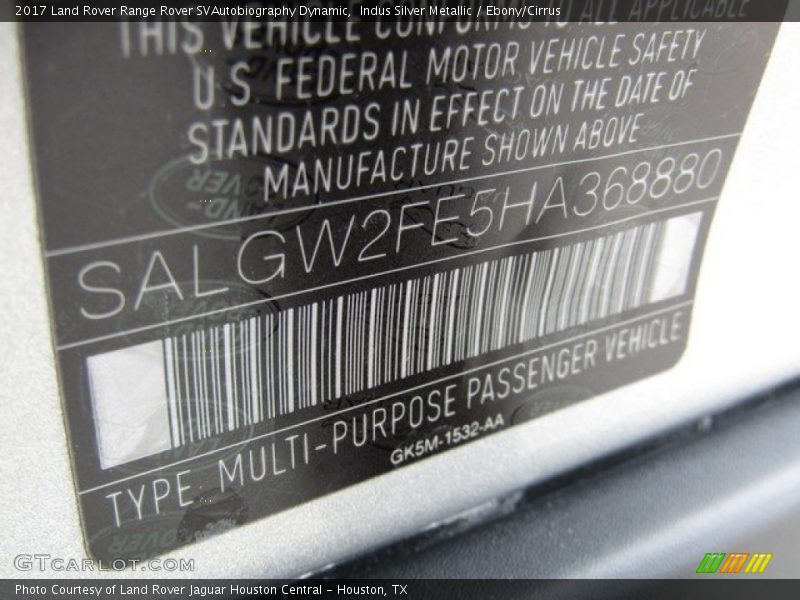 2017 Land Rover Range Rover SVAutobiography Dynamic, Indus Silver Metallic / Ebony/Cirrus
THIS VEHICLE CONFORMS TO ALL APPLICABLE
U.S. FEDERAL MOTOR VEHICLE SAFETY
STANDARDS IN EFFECT ON THE DATE OF
MANUFACTURE SHOWN ABOVE
SALGW2FE5HA368880
TYPE MULTI-PURPOSE PASSENGER VEHICLE
GK5M-1532-AA
GTCarLot.com
Photo Courtesy of Land Rover Jaguar Houston Central - Houston, TX